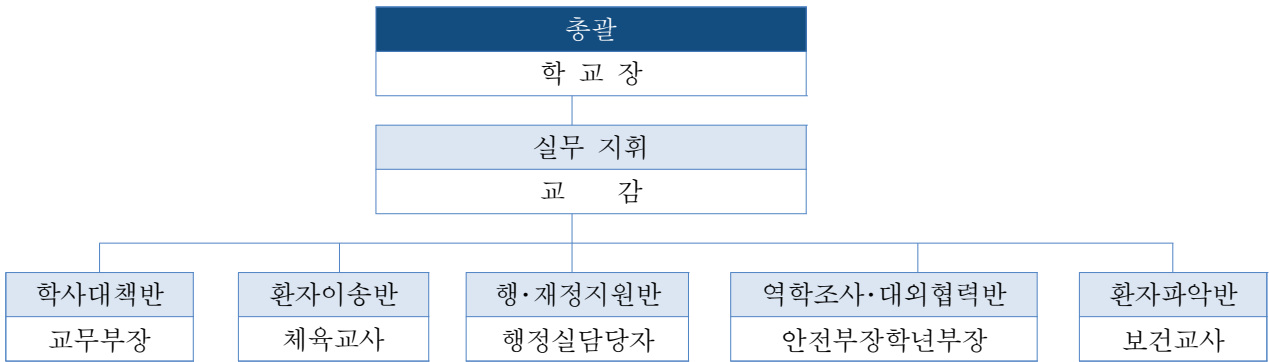 총괄
학 교 장
실무 지휘
교 감
학사대책반
교무부장
환자이송반
체육교사
행·재정지원반
행정실담당자
역학조사·대외협력반
안전부장학년부장
환자파악반
보건교사